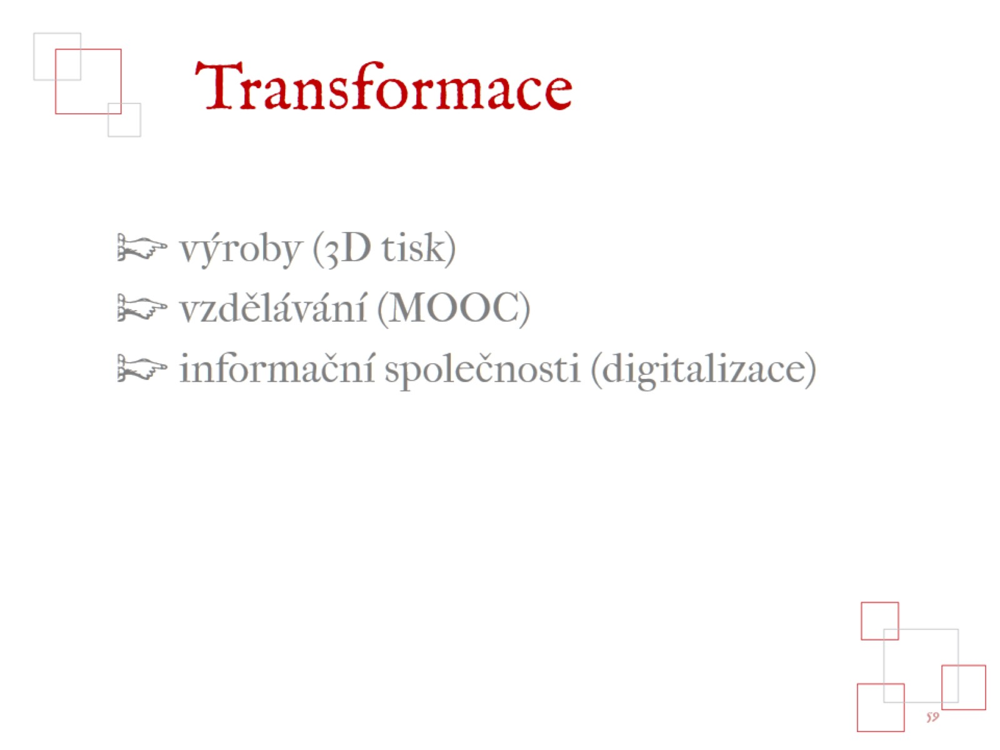 Transformace
výroby (3D tisk)
vzdělávání (MOOC)
informační společnosti (digitalizace)
59